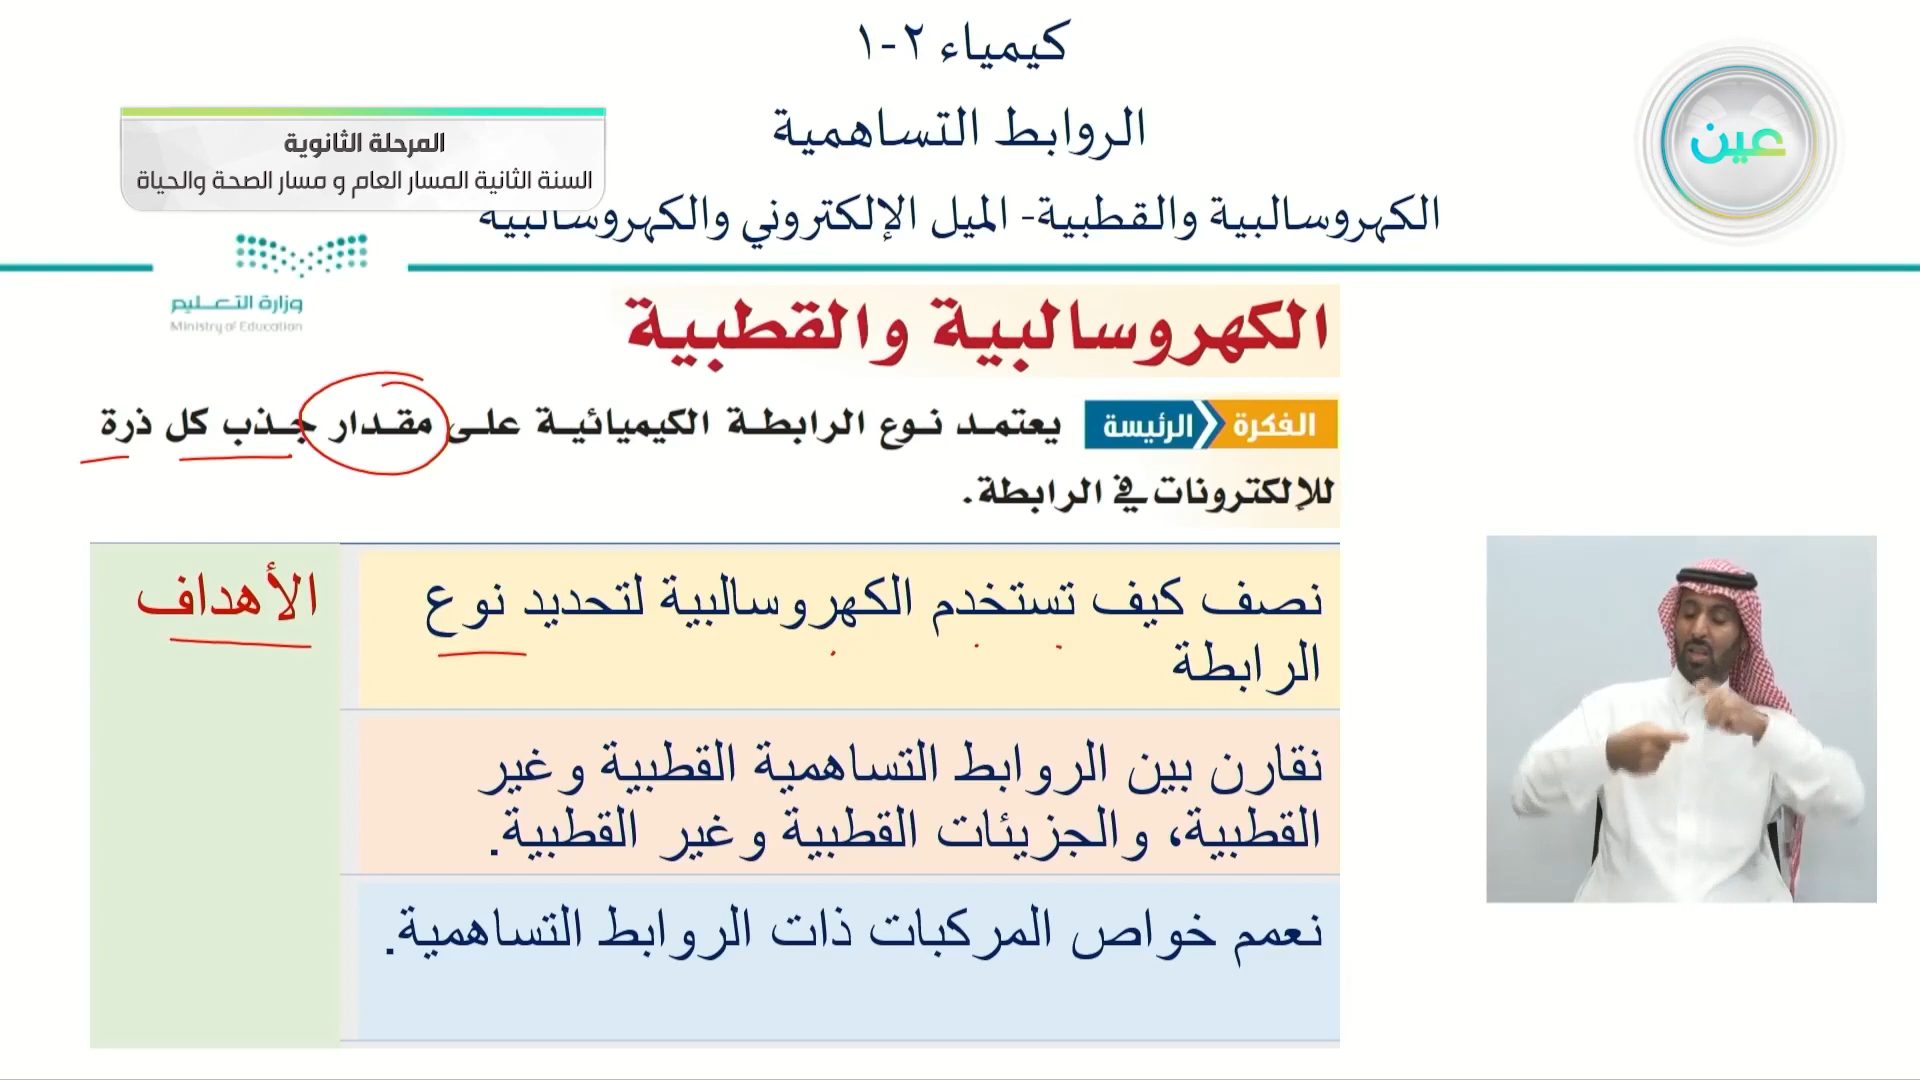 كيمياء ٢-١
الروابط التساهمية
الكهروسالبية والقطبية- الميل الإلكتروني والكهروسالبية
المرحلة الثانوية
السنة الثانية المسار العام و مسار الصحة والحياة
عين
وزارة التعليم
Ministry of Education
الكهروسالبية والقطبية
الفكرة الرئيسة يعتمد نوع الرابطة الكيميائية على مقدار جذب كل ذرة
للإلكترونات في الرابطة.
الأهداف
نصف كيف تستخدم الكهروسالبية لتحديد نوع
الرابطة
نقارن بين الروابط التساهمية القطبية وغير
القطبية، والجزيئات القطبية وغير القطبية.
نعمم خواص المركبات ذات الروابط التساهمية.